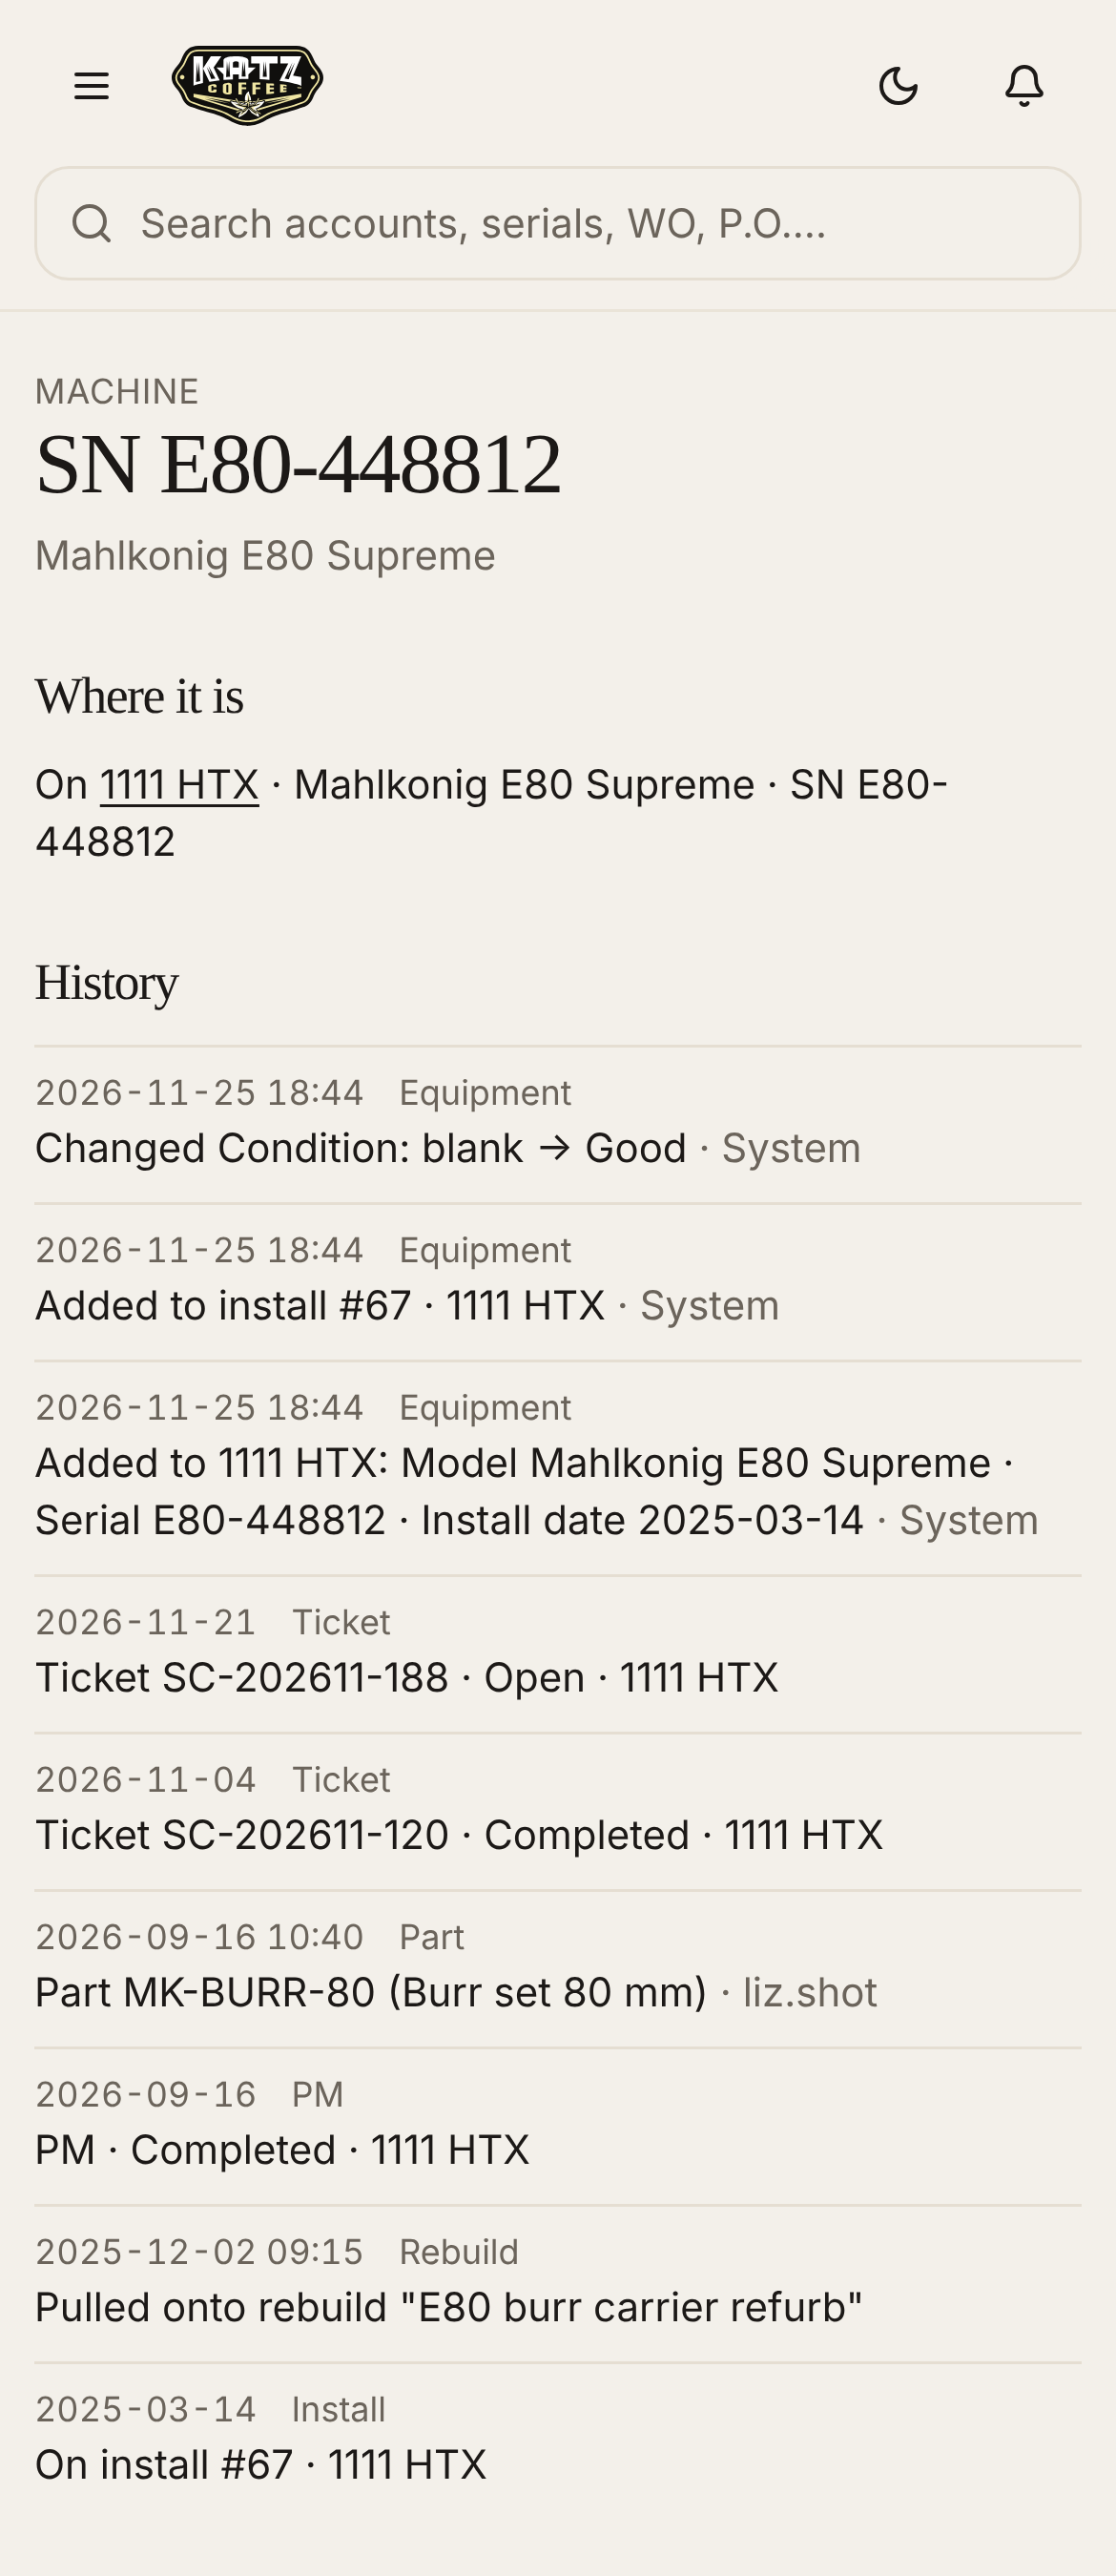 KATZ
COFFEE
Search accounts, serials, WO, P.O....
MACHINE
SN E80-448812
Mahlkonig E80 Supreme
Where it is
On 1111 HTX · Mahlkonig E80 Supreme · SN E80-
448812
History
2026-11-25 18:44 Equipment
Changed Condition: blank → Good · System
2026-11-25 18:44 Equipment
Added to install #67 · 1111 HTX · System
2026-11-25 18:44 Equipment
Added to 1111 HTX: Model Mahlkonig E80 Supreme ·
Serial E80-448812 · Install date 2025-03-14 · System
2026-11-21 Ticket
Ticket SC-202611-188 · Open · 1111 HTX
2026-11-04 Ticket
Ticket SC-202611-120 · Completed · 1111 HTX
2026-09-16 10:40 Part
Part MK-BURR-80 (Burr set 80 mm) · liz.shot
2026-09-16 PM
PM · Completed · 1111 HTX
2025-12-02 09:15 Rebuild
Pulled onto rebuild "E80 burr carrier refurb"
2025-03-14 Install
On install #67 · 1111 HTX